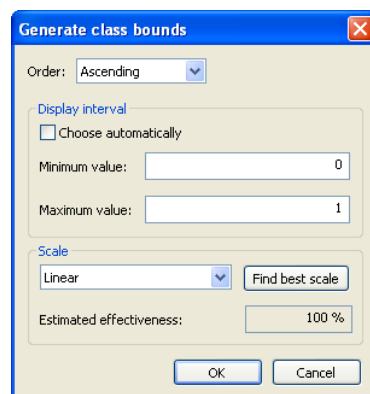 Generate class bounds
Order: Ascending
Display interval
Choose automatically
Minimum value: 0
Maximum value: 1
Scale
Linear Find best scale
Estimated effectiveness: 100 %
OK Cancel